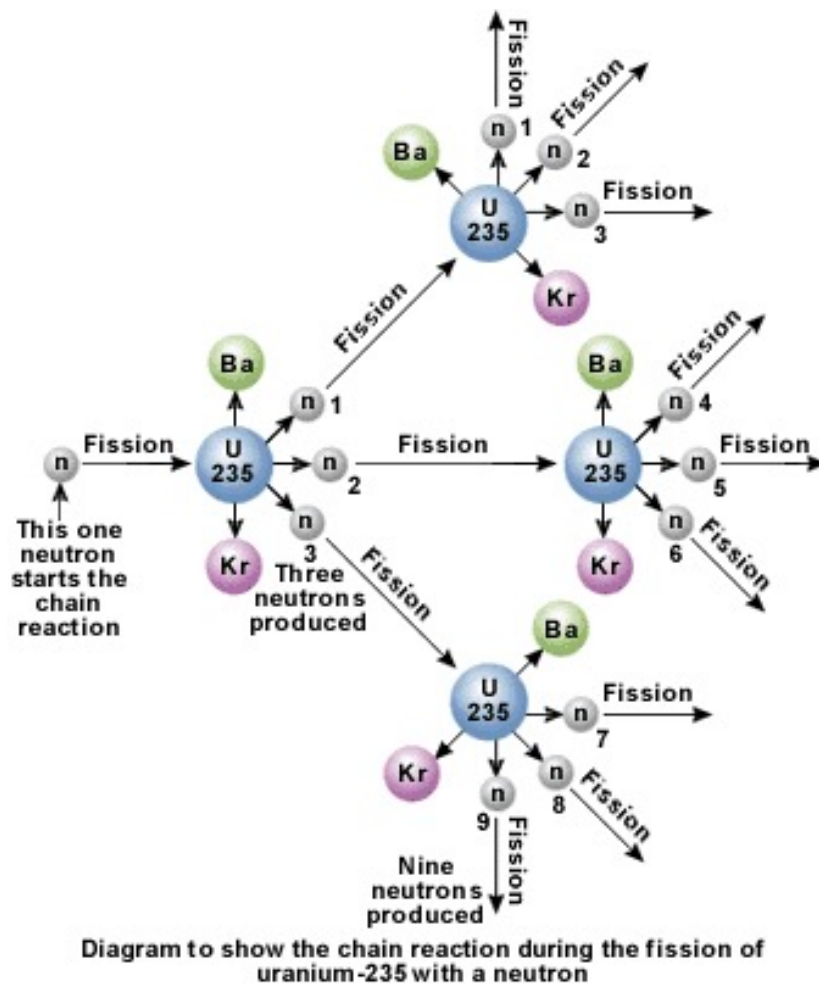 Fission
n 1
Fission
n 2
Ba
U
235
Fission
n
3
Kr
Fission
Ba
n 1
Fission
n
U
235
n
2
Fission
n
3
Kr
This one
neutron
starts the
chain
reaction
Three
neutrons
produced
Fission
Ba
Fission
n 4
U
235
n
5
Fission
n
6
Fission
Kr
Ba
U
235
n
7
Fission
Kr
n
8
Fission
n
9
Fission
Nine
neutrons
produced
Diagram to show the chain reaction during the fission of
uranium-235 with a neutron